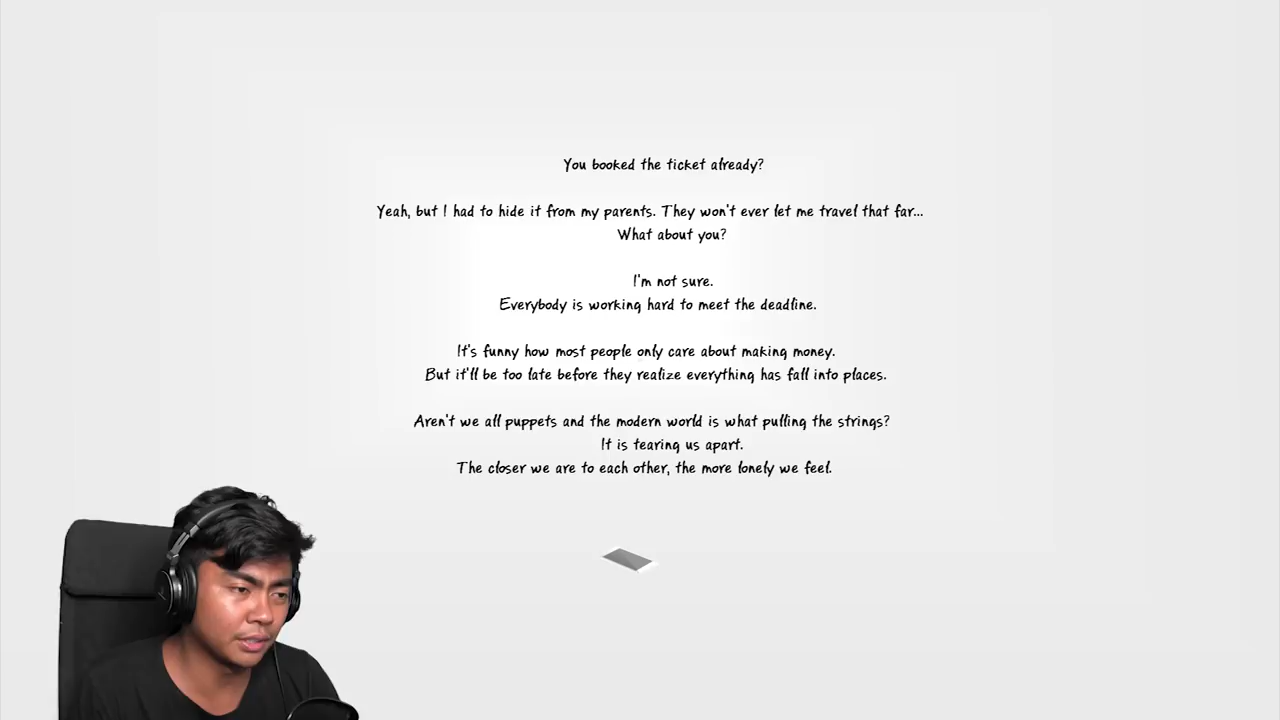 You booked the ticket already?
Yeah, but I had to hide it from my parents. They won't ever let me travel that far...
What about you?
I'm not sure.
Everybody is working hard to meet the deadline.
It's funny how most people only care about making money.
But it'll be too late before they realize everything has fall into places.
Aren't we all puppets and the modern world is what pulling the strings?
It is tearing us apart.
The closer we are to each other, the more lonely we feel.